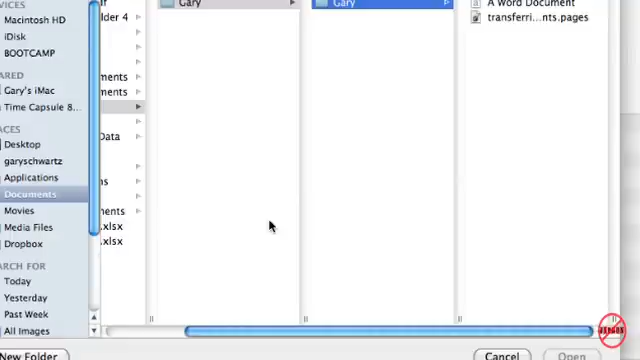 VICES
Macintosh HD
iDisk
BOOTCAMP
ARED
Gary's iMac
Time Capsule 8...
ACES
Desktop
garyschwartz
Applications
Documents
Movies
Media Files
Dropbox
ARCH FOR
Today
Yesterday
Past Week
All Images
lder 4
ments
ments
Data
ns
ments
.xlsx
.xlsx
Gary
Gary
A Word Document
transferri...nts.pages
New Folder
Cancel
Open